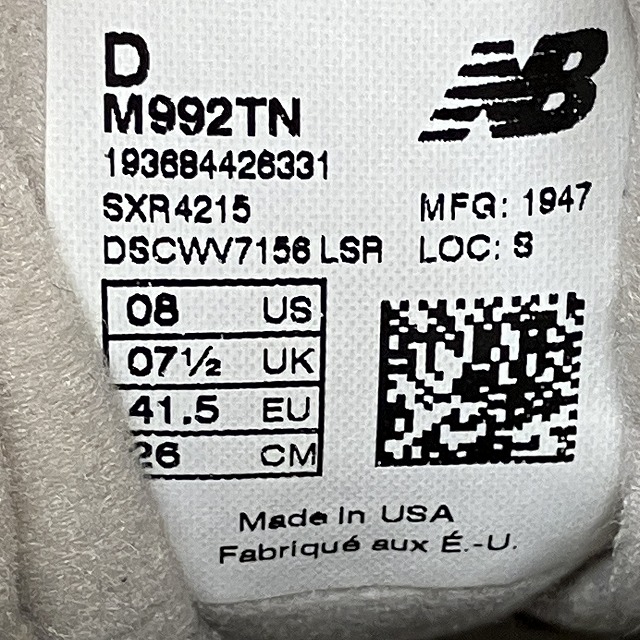 D
M992TN
193684426331
SXR4215
MFG: 1947
DSCWV7156 LSR
LOC: S
08 US
07½ UK
41.5 EU
26 CM
Made in USA
Fabriqué aux É.-U.
NB